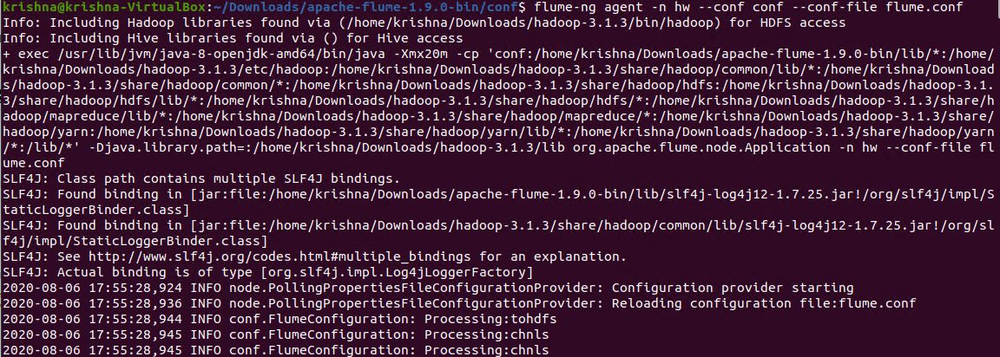 krishna@krishna-VirtualBox:~/Downloads/apache-flume-1.9.0-bin/conf$ flume-ng agent -n hw --conf conf --conf-file flume.conf
Info: Including Hadoop libraries found via (/home/krishna/Downloads/hadoop-3.1.3/bin/hadoop) for HDFS access
Info: Including Hive libraries found via () for Hive access
+ exec /usr/lib/jvm/java-8-openjdk-amd64/bin/java -Xmx20m -cp 'conf:/home/krishna/Downloads/apache-flume-1.9.0-bin/lib/*:/home/
krishna/Downloads/hadoop-3.1.3/etc/hadoop:/home/krishna/Downloads/hadoop-3.1.3/share/hadoop/common/lib/*:/home/krishna/Download
s/hadoop-3.1.3/share/hadoop/common/*:/home/krishna/Downloads/hadoop-3.1.3/share/hadoop/hdfs:/home/krishna/Downloads/hadoop-3.1.
3/share/hadoop/hdfs/lib/*:/home/krishna/Downloads/hadoop-3.1.3/share/hadoop/hdfs/*:/home/krishna/Downloads/hadoop-3.1.3/share/h
adoop/mapreduce/lib/*:/home/krishna/Downloads/hadoop-3.1.3/share/hadoop/mapreduce/*:/home/krishna/Downloads/hadoop-3.1.3/share/
hadoop/yarn:/home/krishna/Downloads/hadoop-3.1.3/share/hadoop/yarn/lib/*:/home/krishna/Downloads/hadoop-3.1.3/share/hadoop/yarn
/*:/lib/*' -Djava.library.path=:/home/krishna/Downloads/hadoop-3.1.3/lib org.apache.flume.node.Application -n hw --conf-file fl
ume.conf
SLF4J: Class path contains multiple SLF4J bindings.
SLF4J: Found binding in [jar:file:/home/krishna/Downloads/apache-flume-1.9.0-bin/lib/slf4j-log4j12-1.7.25.jar!/org/slf4j/impl/S
taticLoggerBinder.class]
SLF4J: Found binding in [jar:file:/home/krishna/Downloads/hadoop-3.1.3/share/hadoop/common/lib/slf4j-log4j12-1.7.25.jar!/org/sl
f4j/impl/StaticLoggerBinder.class]
SLF4J: See http://www.slf4j.org/codes.html#multiple_bindings for an explanation.
SLF4J: Actual binding is of type [org.slf4j.impl.Log4jLoggerFactory]
2020-08-06 17:55:28,924 INFO node.PollingPropertiesFileConfigurationProvider: Configuration provider starting
2020-08-06 17:55:28,936 INFO node.PollingPropertiesFileConfigurationProvider: Reloading configuration file:flume.conf
2020-08-06 17:55:28,944 INFO conf.FlumeConfiguration: Processing:tohdfs
2020-08-06 17:55:28,945 INFO conf.FlumeConfiguration: Processing:chnls
2020-08-06 17:55:28,945 INFO conf.FlumeConfiguration: Processing:chnls